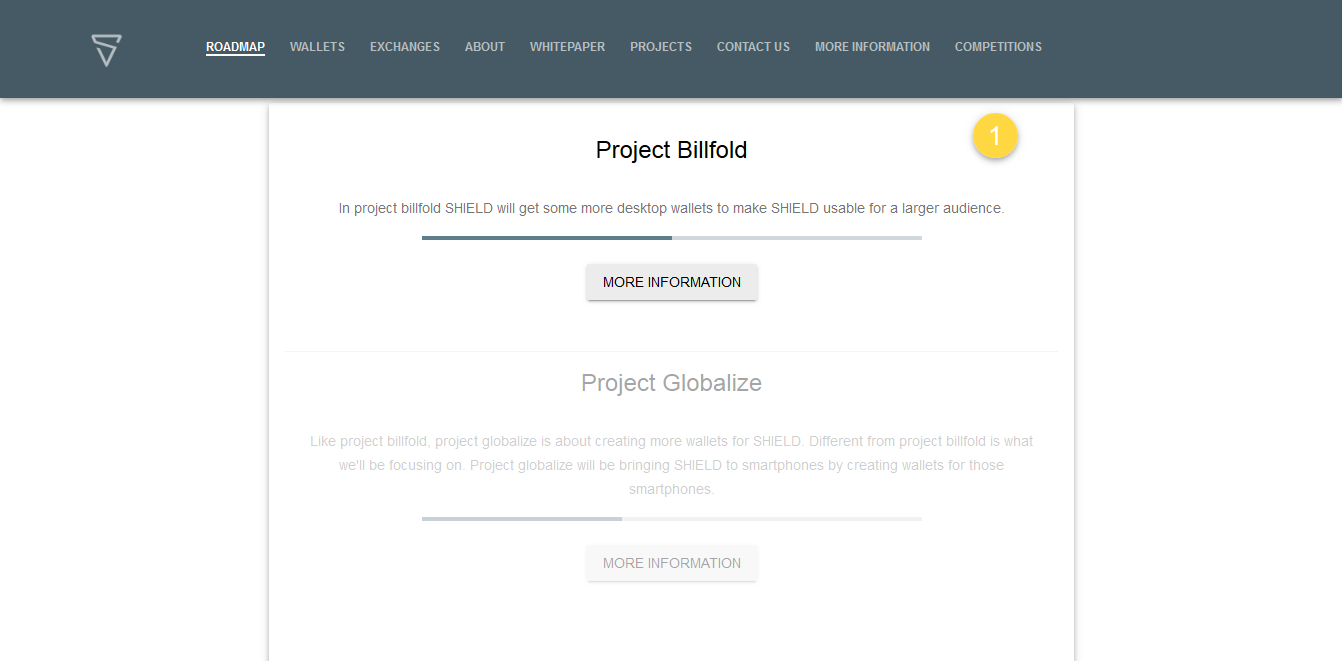 ROADMAP WALLETS EXCHANGES ABOUT WHITEPAPER PROJECTS CONTACT US MORE INFORMATION COMPETITIONS
1
Project Billfold
In project billfold SHIELD will get some more desktop wallets to make SHIELD usable for a larger audience.
MORE INFORMATION
Project Globalize
Like project billfold, project globalize is about creating more wallets for SHIELD. Different from project billfold is what
we'll be focusing on. Project globalize will be bringing SHIELD to smartphones by creating wallets for those
smartphones.
MORE INFORMATION